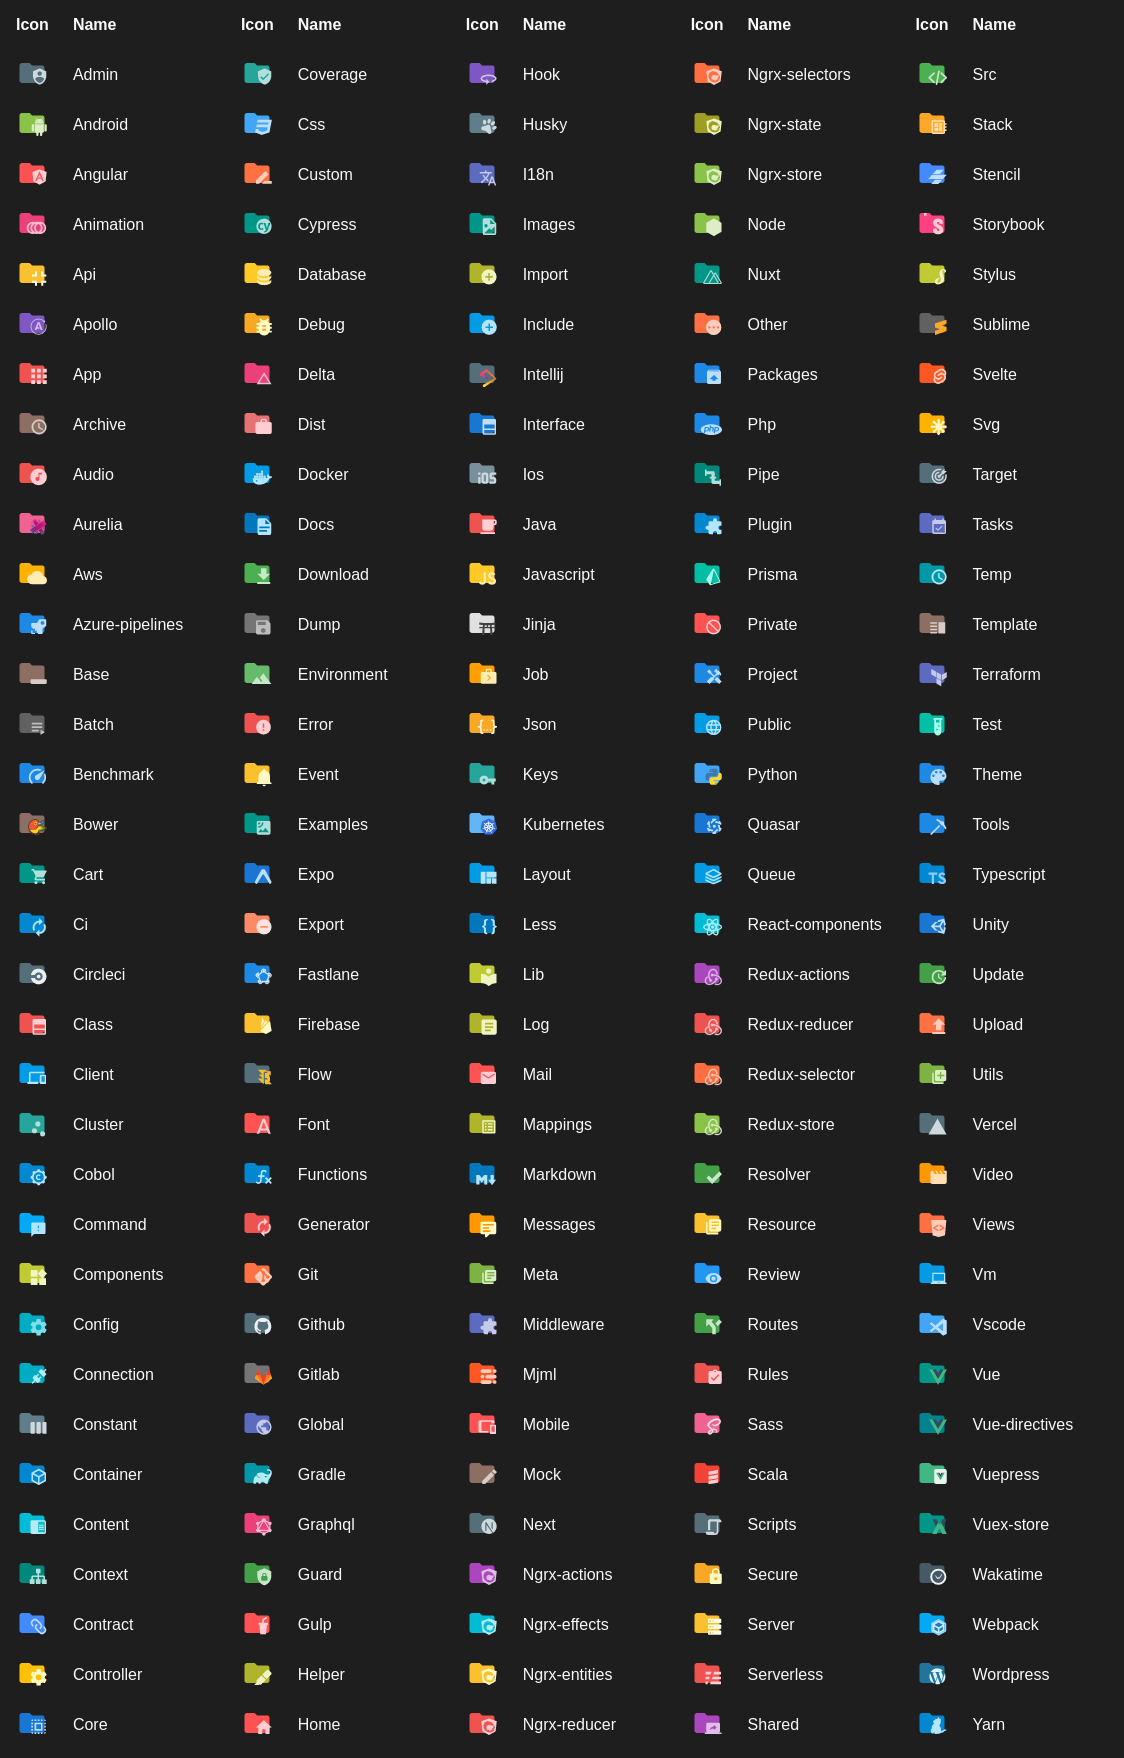 Icon Name Icon Name Icon Name Icon Name Icon Name
Admin Coverage Hook Ngrx-selectors Src
Android Css Husky Ngrx-state Stack
Angular Custom I18n Ngrx-store Stencil
Animation Cypress Images Node Storybook
Api Database Import Nuxt Stylus
Apollo Debug Include Other Sublime
App Delta Intellij Packages Svelte
Archive Dist Interface Php Svg
Audio Docker Ios Pipe Target
Aurelia Docs Java Plugin Tasks
Aws Download Javascript Prisma Temp
Azure-pipelines Dump Jinja Private Template
Base Environment Job Project Terraform
Batch Error Json Public Test
Benchmark Event Keys Python Theme
Bower Examples Kubernetes Quasar Tools
Cart Expo Layout Queue Typescript
Ci Export Less React-components Unity
Circleci Fastlane Lib Redux-actions Update
Class Firebase Log Redux-reducer Upload
Client Flow Mail Redux-selector Utils
Cluster Font Mappings Redux-store Vercel
Cobol Functions Markdown Resolver Video
Command Generator Messages Resource Views
Components Git Meta Review Vm
Config Github Middleware Routes Vscode
Connection Gitlab Mjml Rules Vue
Constant Global Mobile Sass Vue-directives
Container Gradle Mock Scala Vuepress
Content Graphql Next Scripts Vuex-store
Context Guard Ngrx-actions Secure Wakatime
Contract Gulp Ngrx-effects Server Webpack
Controller Helper Ngrx-entities Serverless Wordpress
Core Home Ngrx-reducer Shared Yarn